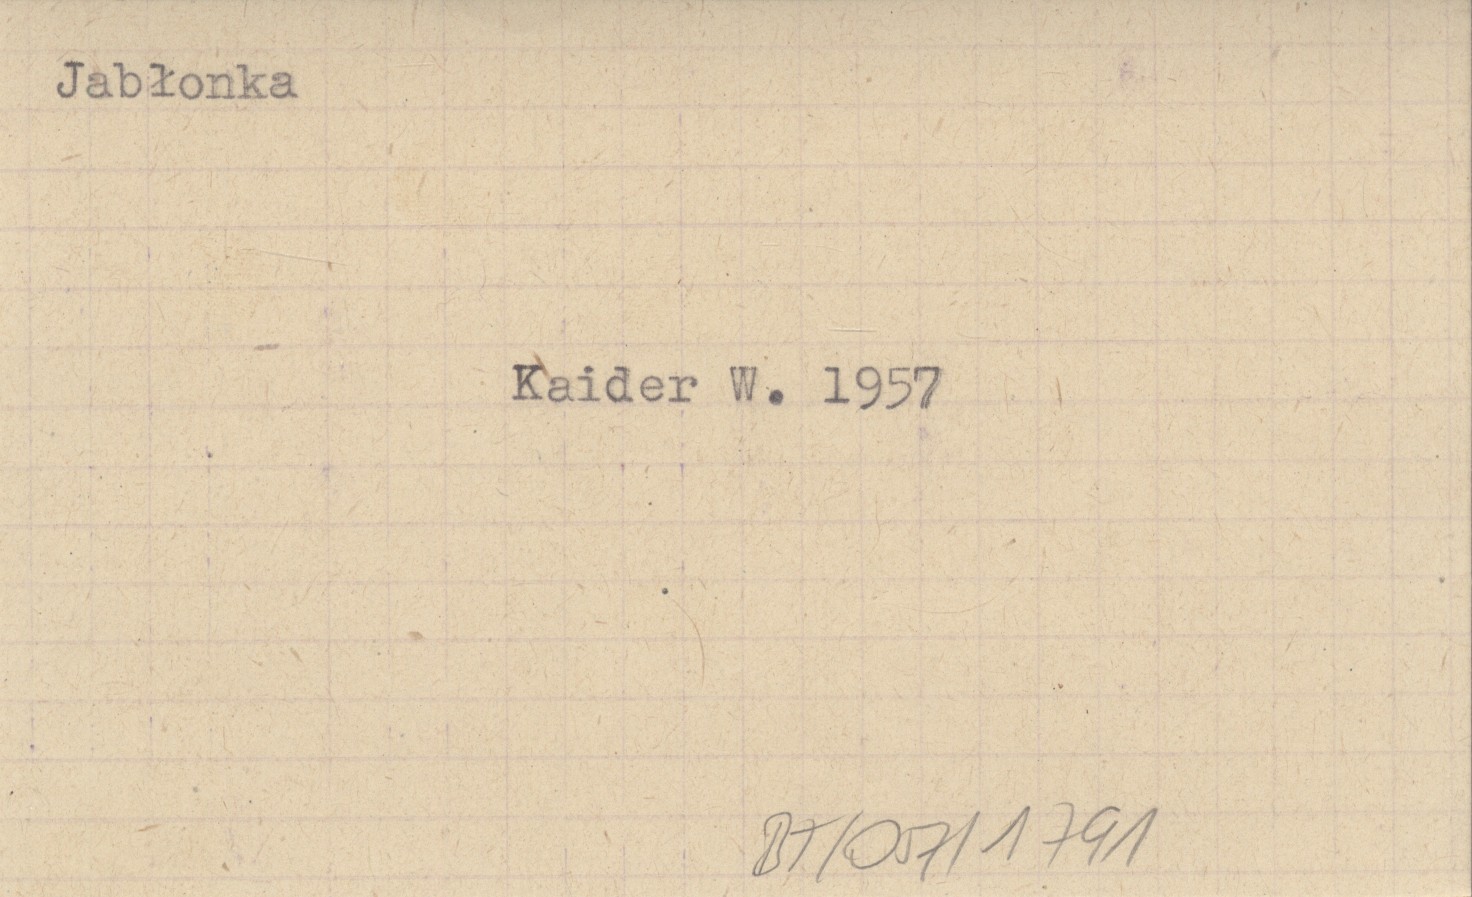 Jabłonka
Kaider W. 1957
BT/057/1791